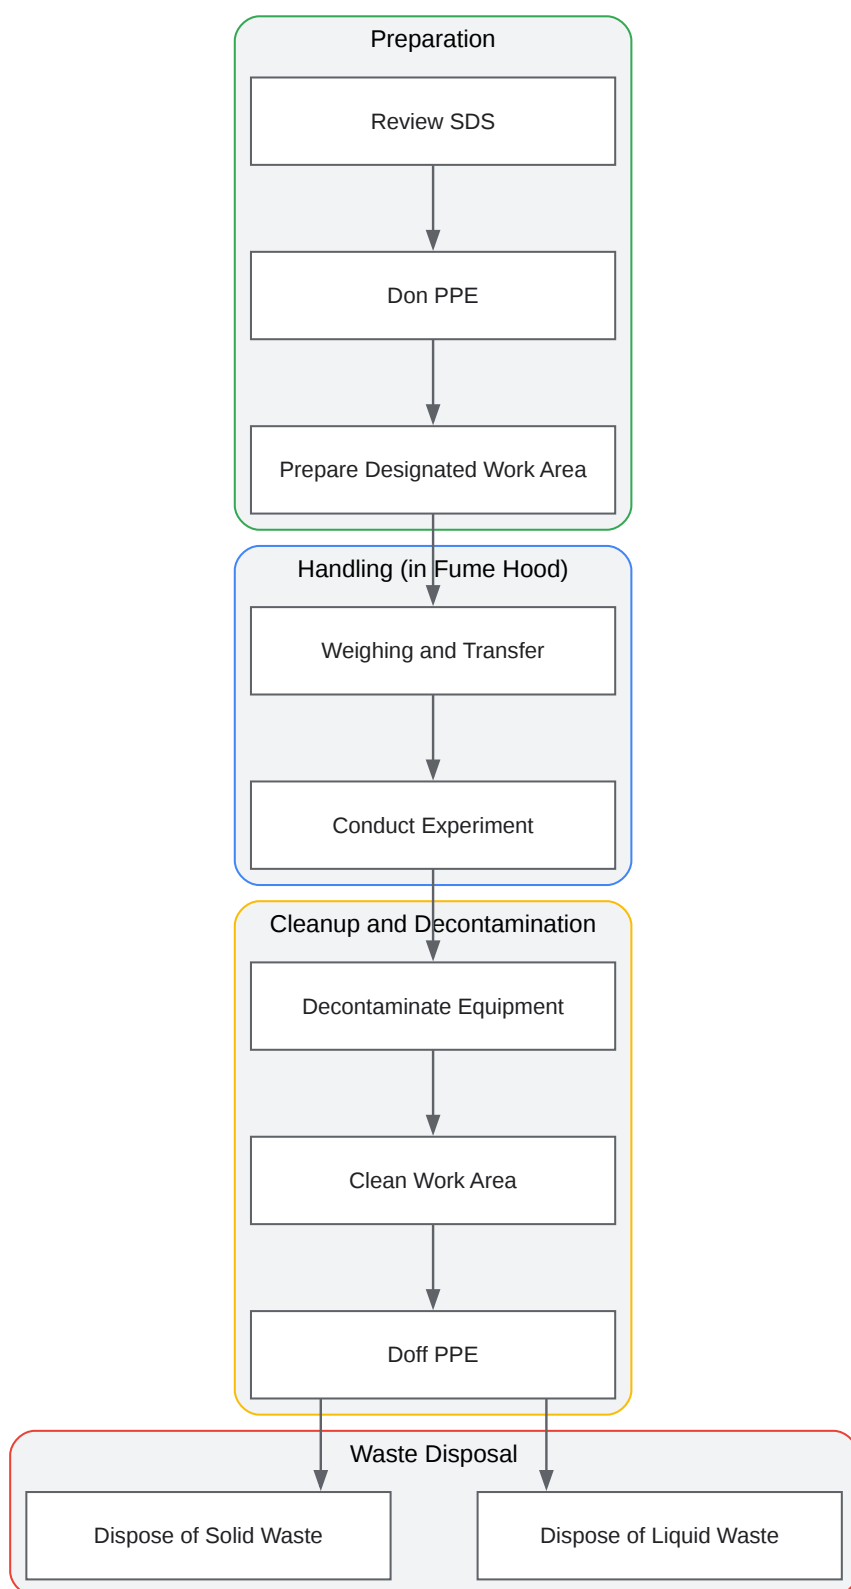 Preparation
Review SDS
Don PPE
Prepare Designated Work Area
Handling (in Fume Hood)
Weighing and Transfer
Conduct Experiment
Cleanup and Decontamination
Decontaminate Equipment
Clean Work Area
Doff PPE
Waste Disposal
Dispose of Solid Waste
Dispose of Liquid Waste